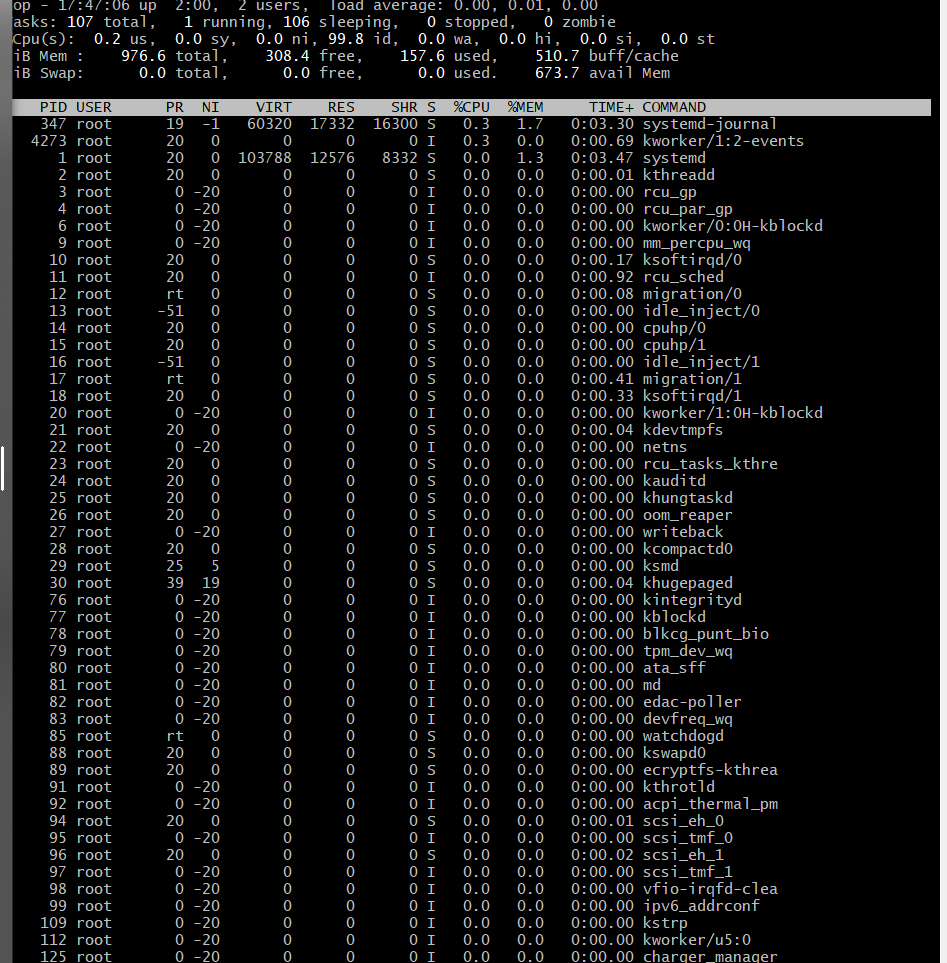 op - 17:47:06 up  2:00,  2 users,  load average: 0.00, 0.01, 0.00
asks: 107 total,   1 running, 106 sleeping,   0 stopped,   0 zombie
Cpu(s):  0.2 us,  0.0 sy,  0.0 ni, 99.8 id,  0.0 wa,  0.0 hi,  0.0 si,  0.0 st
iB Mem :    976.6 total,    308.4 free,    157.6 used,    510.7 buff/cache
iB Swap:      0.0 total,      0.0 free,      0.0 used.    673.7 avail Mem
PID USER      PR  NI    VIRT    RES    SHR S  %CPU  %MEM     TIME+ COMMAND
347 root      19  -1   60320  17332  16300 S   0.3   1.7   0:03.30 systemd-journal
4273 root      20   0       0      0      0 I   0.3   0.0   0:00.69 kworker/1:2-events
1 root      20   0  103788  12576   8332 S   0.0   1.3   0:03.47 systemd
2 root      20   0       0      0      0 S   0.0   0.0   0:00.01 kthreadd
3 root       0 -20       0      0      0 I   0.0   0.0   0:00.00 rcu_gp
4 root       0 -20       0      0      0 I   0.0   0.0   0:00.00 rcu_par_gp
6 root       0 -20       0      0      0 I   0.0   0.0   0:00.00 kworker/0:0H-kblockd
9 root       0 -20       0      0      0 I   0.0   0.0   0:00.00 mm_percpu_wq
10 root      20   0       0      0      0 S   0.0   0.0   0:00.17 ksoftirqd/0
11 root      20   0       0      0      0 I   0.0   0.0   0:00.92 rcu_sched
12 root      rt   0       0      0      0 S   0.0   0.0   0:00.08 migration/0
13 root     -51   0       0      0      0 S   0.0   0.0   0:00.00 idle_inject/0
14 root      20   0       0      0      0 S   0.0   0.0   0:00.00 cpuhp/0
15 root      20   0       0      0      0 S   0.0   0.0   0:00.00 cpuhp/1
16 root     -51   0       0      0      0 S   0.0   0.0   0:00.00 idle_inject/1
17 root      rt   0       0      0      0 S   0.0   0.0   0:00.41 migration/1
18 root      20   0       0      0      0 S   0.0   0.0   0:00.33 ksoftirqd/1
20 root       0 -20       0      0      0 I   0.0   0.0   0:00.00 kworker/1:0H-kblockd
21 root      20   0       0      0      0 S   0.0   0.0   0:00.04 kdevtmpfs
22 root       0 -20       0      0      0 I   0.0   0.0   0:00.00 netns
23 root      20   0       0      0      0 S   0.0   0.0   0:00.00 rcu_tasks_kthre
24 root      20   0       0      0      0 S   0.0   0.0   0:00.00 kauditd
25 root      20   0       0      0      0 S   0.0   0.0   0:00.00 khungtaskd
26 root      20   0       0      0      0 S   0.0   0.0   0:00.00 oom_reaper
27 root       0 -20       0      0      0 I   0.0   0.0   0:00.00 writeback
28 root      20   0       0      0      0 S   0.0   0.0   0:00.00 kcompactd0
29 root      25   5       0      0      0 S   0.0   0.0   0:00.00 ksmd
30 root      39  19       0      0      0 S   0.0   0.0   0:00.04 khugepaged
76 root       0 -20       0      0      0 I   0.0   0.0   0:00.00 kintegrityd
77 root       0 -20       0      0      0 I   0.0   0.0   0:00.00 kblockd
78 root       0 -20       0      0      0 I   0.0   0.0   0:00.00 blkcg_punt_bio
79 root       0 -20       0      0      0 I   0.0   0.0   0:00.00 tpm_dev_wq
80 root       0 -20       0      0      0 I   0.0   0.0   0:00.00 ata_sff
81 root       0 -20       0      0      0 I   0.0   0.0   0:00.00 md
82 root       0 -20       0      0      0 I   0.0   0.0   0:00.00 edac-poller
83 root       0 -20       0      0      0 I   0.0   0.0   0:00.00 devfreq_wq
85 root      rt   0       0      0      0 S   0.0   0.0   0:00.00 watchdogd
88 root      20   0       0      0      0 S   0.0   0.0   0:00.00 kswapd0
89 root      20   0       0      0      0 S   0.0   0.0   0:00.00 ecryptfs-kthrea
91 root       0 -20       0      0      0 I   0.0   0.0   0:00.00 kthrotld
92 root       0 -20       0      0      0 I   0.0   0.0   0:00.00 acpi_thermal_pm
94 root      20   0       0      0      0 S   0.0   0.0   0:00.01 scsi_eh_0
95 root       0 -20       0      0      0 I   0.0   0.0   0:00.00 scsi_tmf_0
96 root      20   0       0      0      0 S   0.0   0.0   0:00.02 scsi_eh_1
97 root       0 -20       0      0      0 I   0.0   0.0   0:00.00 scsi_tmf_1
98 root       0 -20       0      0      0 I   0.0   0.0   0:00.00 vfio-irqfd-clea
99 root       0 -20       0      0      0 I   0.0   0.0   0:00.00 ipv6_addrconf
109 root       0 -20       0      0      0 I   0.0   0.0   0:00.00 kstrp
112 root       0 -20       0      0      0 I   0.0   0.0   0:00.00 kworker/u5:0
125 root       0 -20       0      0      0 I   0.0   0.0   0:00.00 charger_manager